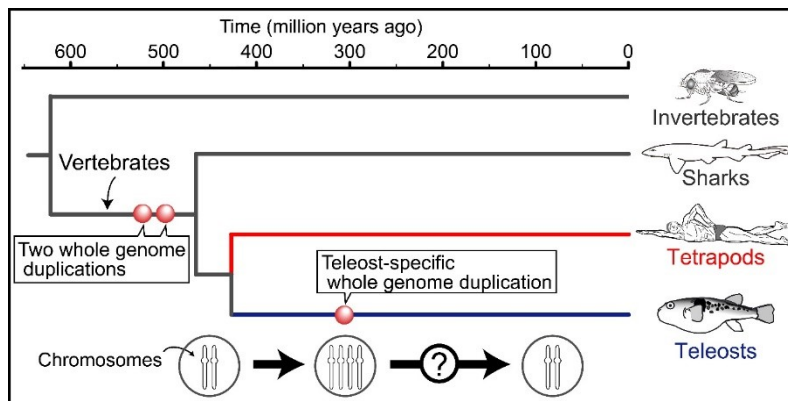 Time (million years ago)
600 500 400 300 200 100 0
Invertebrates
Vertebrates
Sharks
Two whole genome
duplications
Tetrapods
Teleost-specific
whole genome duplication
Teleosts
Chromosomes
?